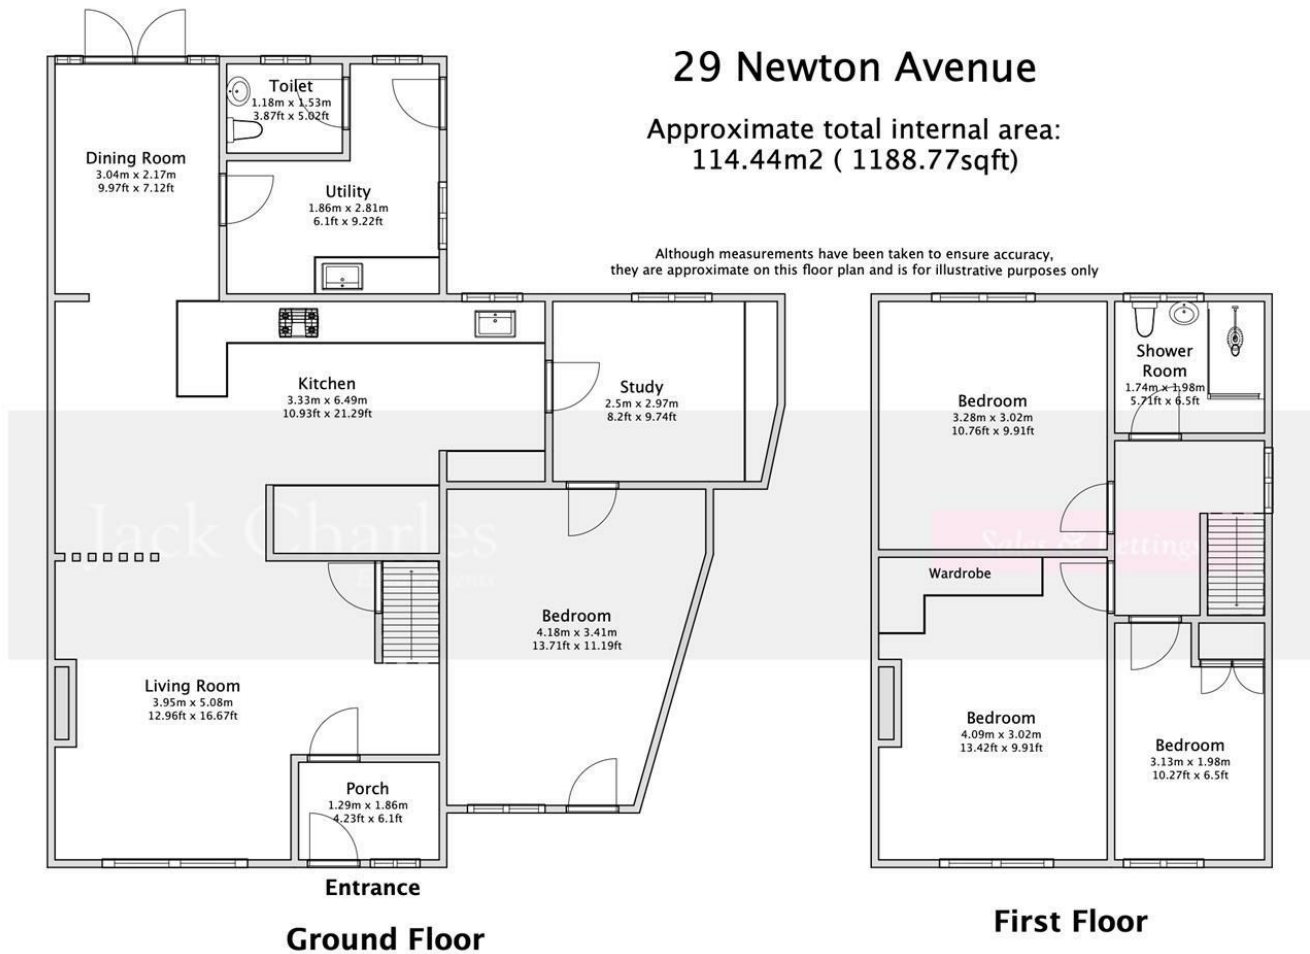 29 Newton Avenue
Approximate total internal area:
114.44m2 ( 1188.77sqft)
Although measurements have been taken to ensure accuracy,
they are approximate on this floor plan and is for illustrative purposes only
Toilet
1.18m x 1.53m
3.87ft x 5.02ft
Dining Room
3.04m x 2.17m
9.97ft x 7.12ft
Utility
1.86m x 2.81m
6.1ft x 9.22ft
Kitchen
3.33m x 6.49m
10.93ft x 21.29ft
Study
2.5m x 2.97m
8.2ft x 9.74ft
Jack Charles
Bedroom
4.18m x 3.41m
13.71ft x 11.19ft
Living Room
3.95m x 5.08m
12.96ft x 16.67ft
Porch
1.29m x 1.86m
4.23ft x 6.1ft
Entrance
Ground Floor
Shower
Room
1.74m x 1.98m
5.71ft x 6.5ft
Bedroom
3.28m x 3.02m
10.76ft x 9.91ft
Sales & Lettings
Wardrobe
Bedroom
4.09m x 3.02m
13.42ft x 9.91ft
Bedroom
3.13m x 1.98m
10.27ft x 6.5ft
First Floor